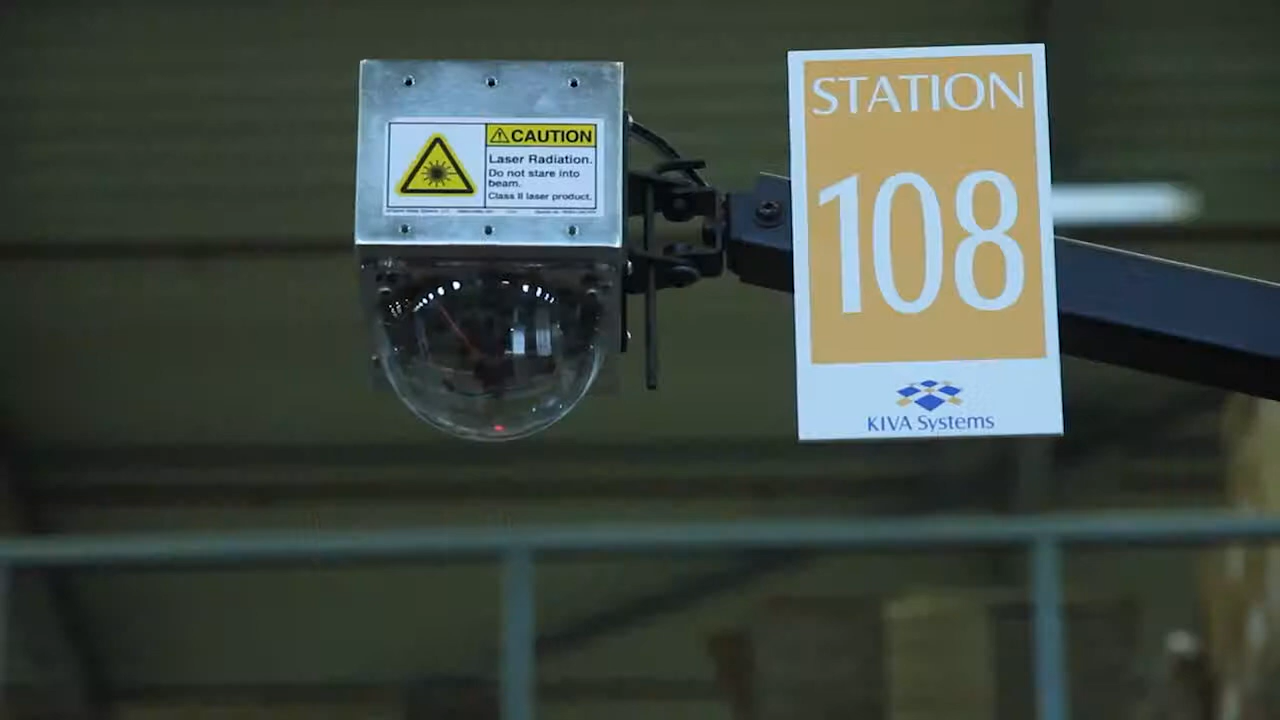 CAUTION
Laser Radiation.
Do not stare into
beam.
Class II laser product.
STATION
108
KIVA Systems